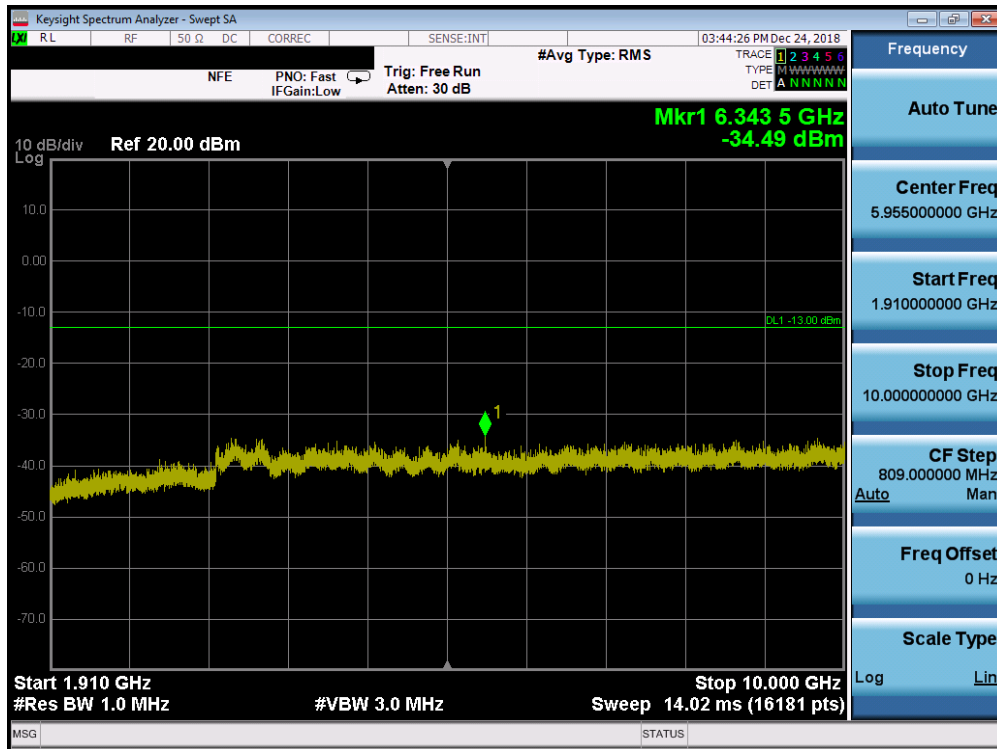 Keysight Spectrum Analyzer - Swept SA
LXI RL RF 50 Ω DC CORREC SENSE:INT 03:44:26 PM Dec 24, 2018
#Avg Type: RMS TRACE 1 2 3 4 5 6
NFE PNO: Fast Trig: Free Run TYPE M WWWWW
IFGain:Low Atten: 30 dB DET A N N N N N
Mkr1 6.343 5 GHz
-34.49 dBm
10 dB/div Ref 20.00 dBm
Log
10.0
0.00
-10.0
DL1 -13.00 dBm
-20.0
-30.0
1
-40.0
-50.0
-60.0
-70.0
Start 1.910 GHz Stop 10.000 GHz
#Res BW 1.0 MHz #VBW 3.0 MHz Sweep 14.02 ms (16181 pts)
MSG STATUS
Frequency
Auto Tune
Center Freq
5.955000000 GHz
Start Freq
1.910000000 GHz
Stop Freq
10.000000000 GHz
CF Step
809.000000 MHz
Auto Man
Freq Offset
0 Hz
Scale Type
Log Lin